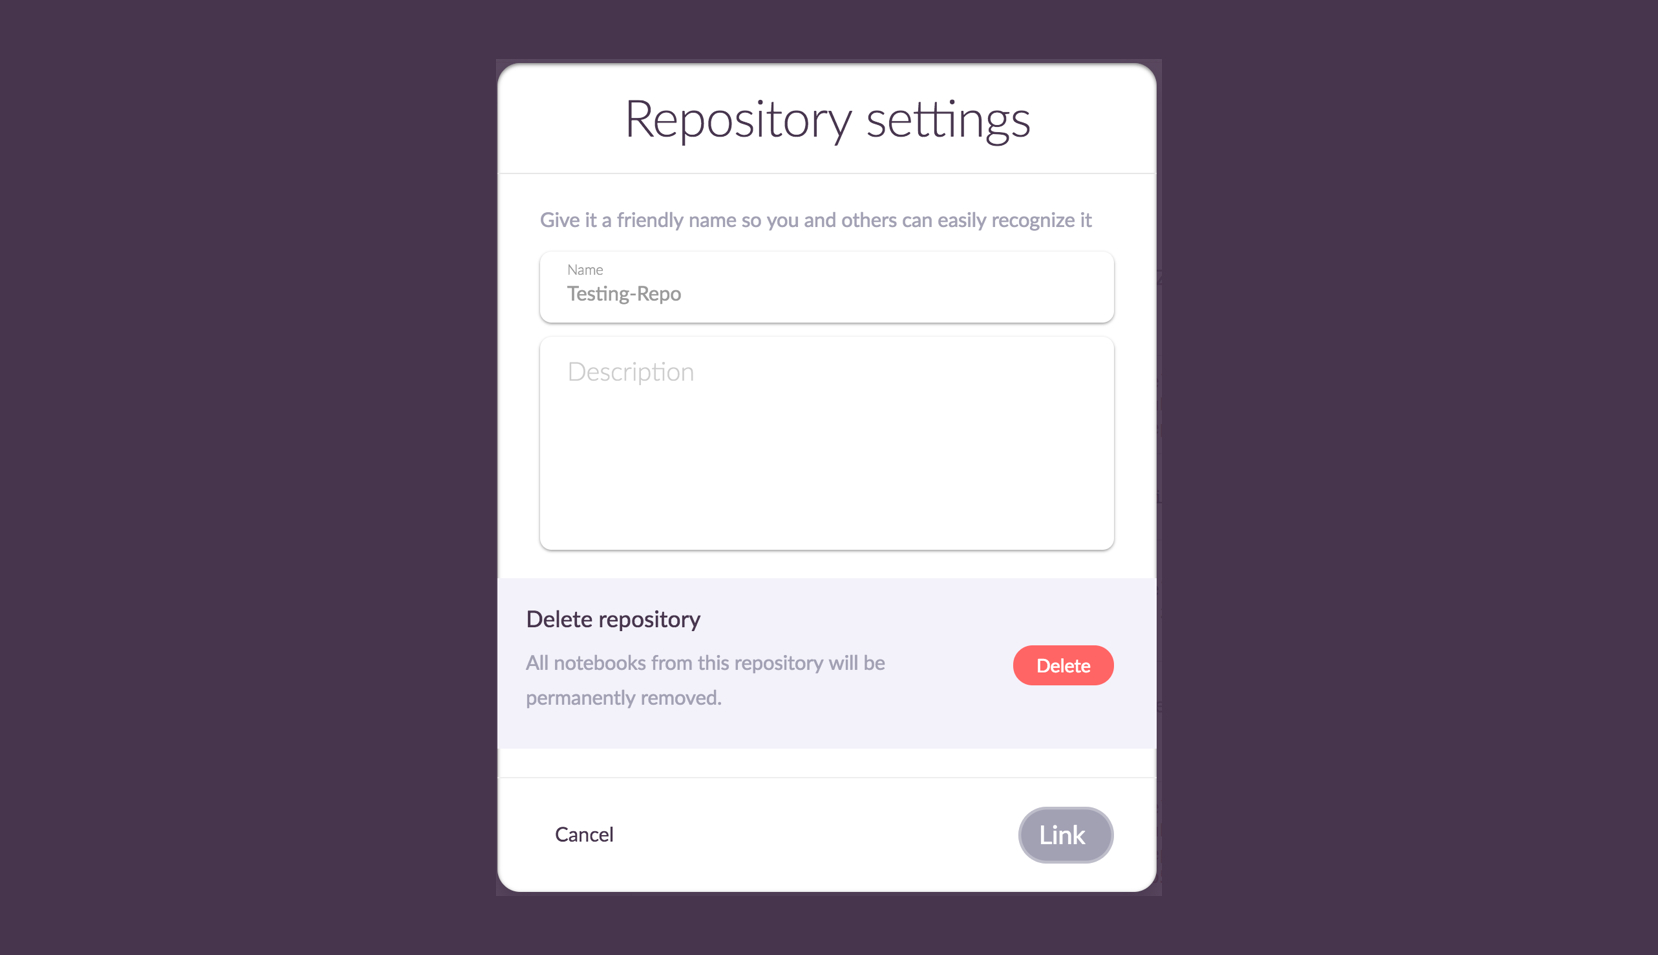 Repository settings
Give it a friendly name so you and others can easily recognize it
Name
Testing-Repo
Description
Delete repository
All notebooks from this repository will be
permanently removed.
Delete
Cancel
Link